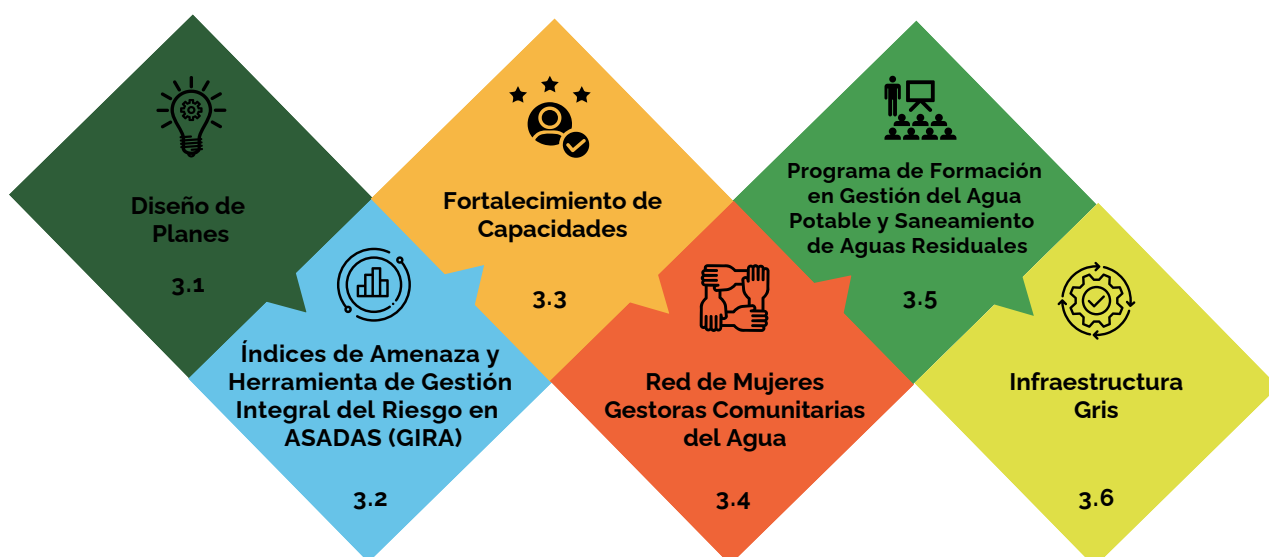 Diseño de
Planes
3.1
Índices de Amenaza y
Herramienta de Gestión
Integral del Riesgo en
ASADAS (GIRA)
3.2
Fortalecimiento de
Capacidades
3.3
Red de Mujeres
Gestoras Comunitarias
del Agua
3.4
Programa de Formación
en Gestión del Agua
Potable y Saneamiento
de Aguas Residuales
3.5
Infraestructura
Gris
3.6